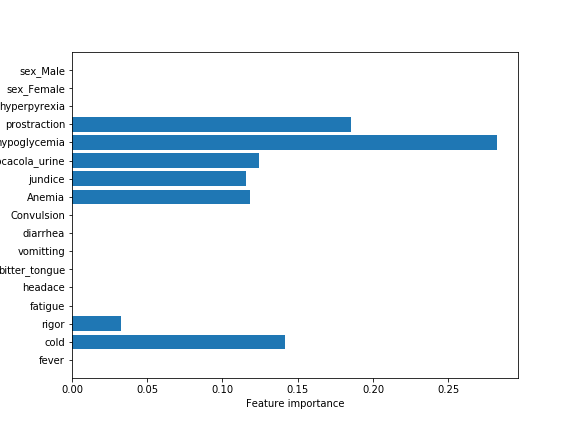 sex_Male
sex_Female
hyperpyrexia
prostraction
ypoglycemia
ocacola_urine
jundice
Anemia
Convulsion
diarrhea
vomitting
bitter_tongue
headace
fatigue
rigor
cold
fever
0.00 0.05 0.10 0.15 0.20 0.25
Feature importance